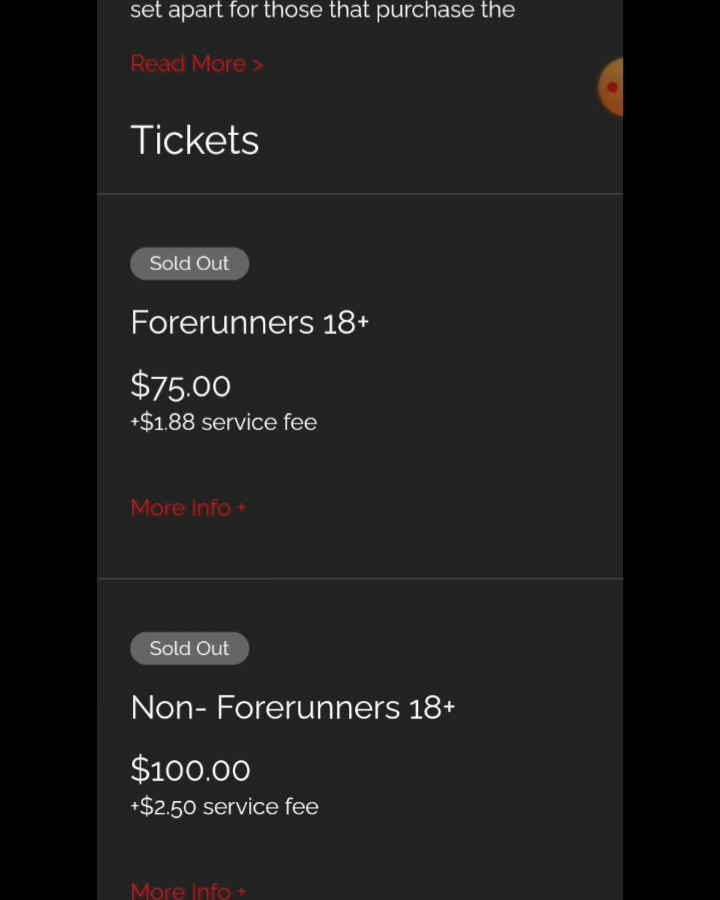 set apart for those that purchase the
Read More >
Tickets
Sold Out
Forerunners 18+
$75.00
+$1.88 service fee
More Info +
Sold Out
Non- Forerunners 18+
$100.00
+$2.50 service fee
More Info +